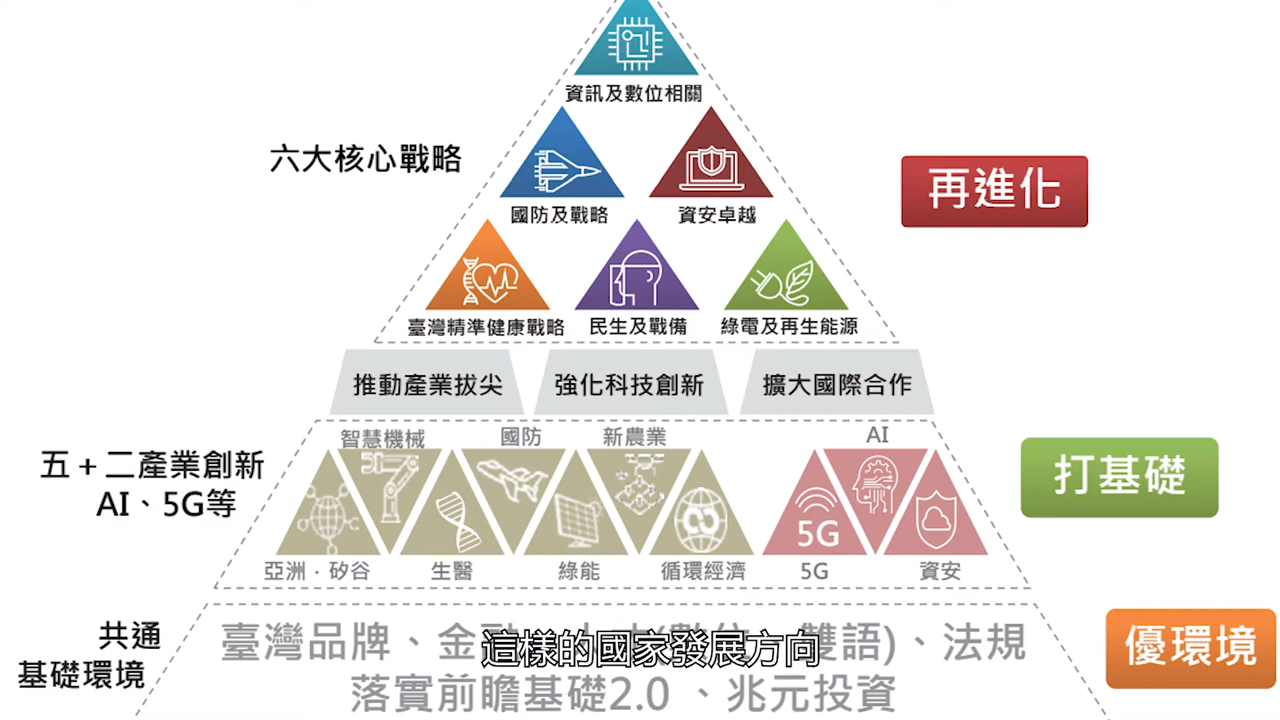 資訊及數位相關
六大核心戰略
再進化
國防及戰略
資安卓越
臺灣精準健康戰略
民生及戰備
綠電及再生能源
推動產業拔尖
強化科技創新
擴大國際合作
智慧機械
國防
新農業
AI
五+二產業創新
AI、5G等
打基礎
5G
亞洲·矽谷
生醫
綠能
循環經濟
5G
資安
共通
基礎環境
臺灣品牌、金融、人才(數位、雙語)、法規
落實前瞻基礎2.0、兆元投資
優環境
這樣的國家發展方向